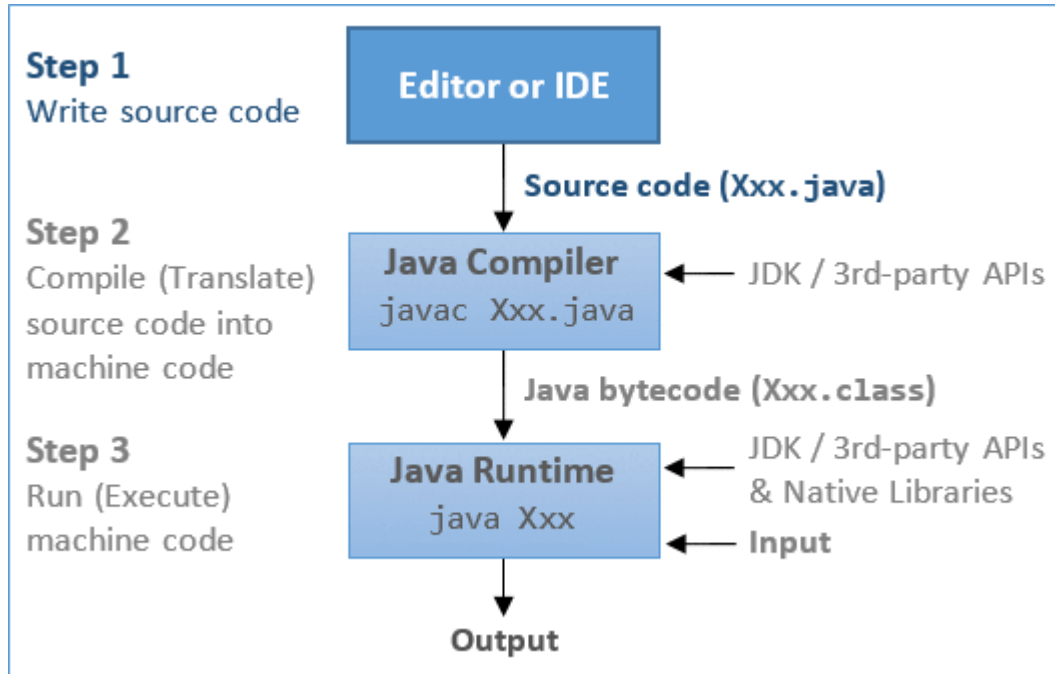 Step 1
Write source code
Editor or IDE
Source code (Xxx.java)
Step 2
Compile (Translate)
source code into
machine code
Java Compiler
javac Xxx.java
JDK / 3rd-party APIs
Java bytecode (Xxx.class)
Step 3
Run (Execute)
machine code
Java Runtime
java Xxx
JDK / 3rd-party APIs
& Native Libraries
Input
Output